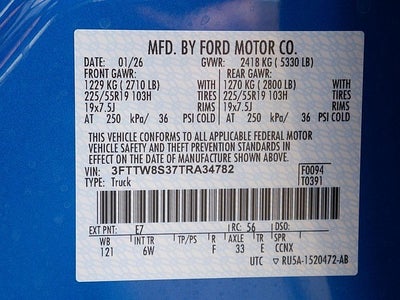 MFD. BY FORD MOTOR CO.
DATE: 01/26 GVWR: 2418 KG ( 5330 LB)
FRONT GAWR: REAR GAWR:
1229 KG ( 2710 LB) WITH 1270 KG ( 2800 LB) WITH
225/55R19 103H TIRES 225/55R19 103H TIRES
19x7.5J RIMS 19x7.5J RIMS
AT 250 kPa/ 36 PSI COLD AT 250 kPa/ 36 PSI COLD
THIS VEHICLE CONFORMS TO ALL APPLICABLE FEDERAL MOTOR
VEHICLE SAFETY AND THEFT PREVENTION STANDARDS IN
EFFECT ON THE DATE OF MANUFACTURE SHOWN ABOVE.
VIN: 3FTTW8S37TRA34782 F0094
TYPE: Truck T0391
EXT PNT: E7 RC: 56 DSO:
WB INT TR TP/PS R AXLE TR SPR
121 6W F 33 E CCNX
UTC ▽ RU5A-1520472-AB